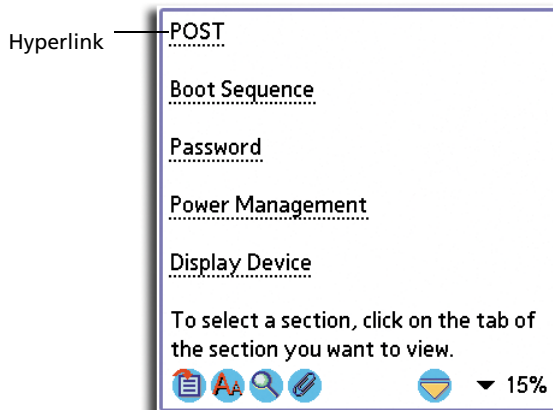 Hyperlink
POST
Boot Sequence
Password
Power Management
Display Device
To select a section, click on the tab of
the section you want to view.
AA
15%